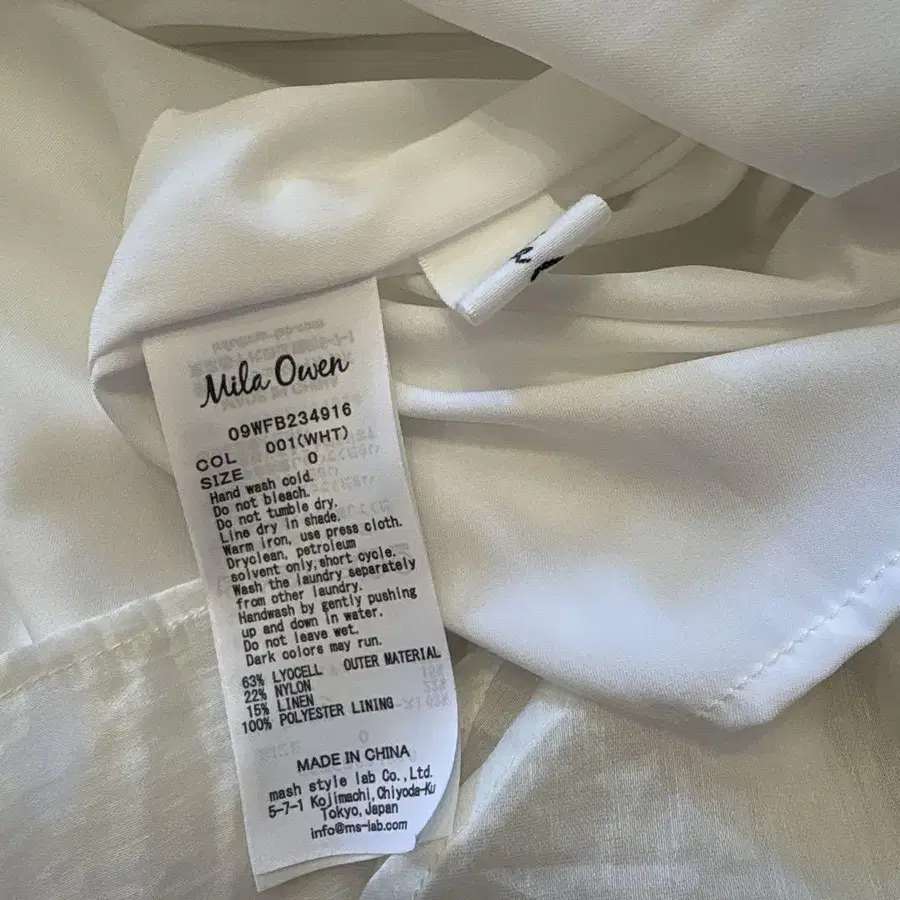 Mila Owen
09WFB234916
COL 001(WHT)
SIZE 0
Hand wash cold.
Do not bleach.
Do not tumble dry.
Line dry in shade.
Warm iron, use press cloth.
Dryclean, petroleum
solvent only,short cycle.
Wash the laundry separately
from other laundry.
Handwash by gently pushing
up and down in water.
Do not leave wet.
Dark colors may run.
63% LYOCELL OUTER MATERIAL
22% NYLON
15% LINEN
100% POLYESTER LINING
MADE IN CHINA
mash style lab Co.,Ltd.
5-7-1 Kojimachi,Chiyoda-Ku
Tokyo,Japan
info@ms-lab.com